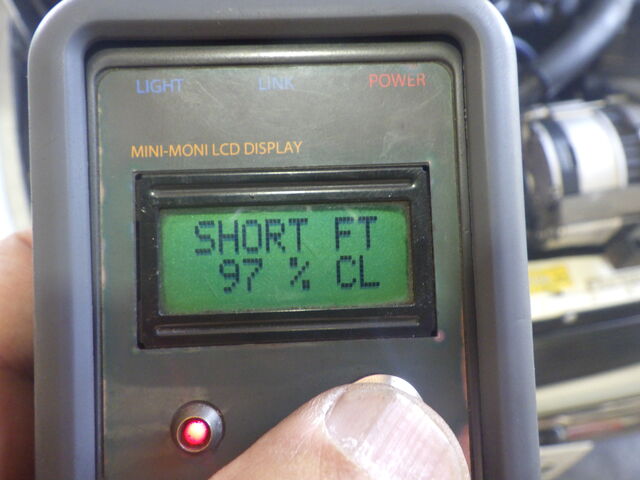 LIGHT LINK POWER
MINI-MONI LCD DISPLAY
SHORT FT
97 % CL